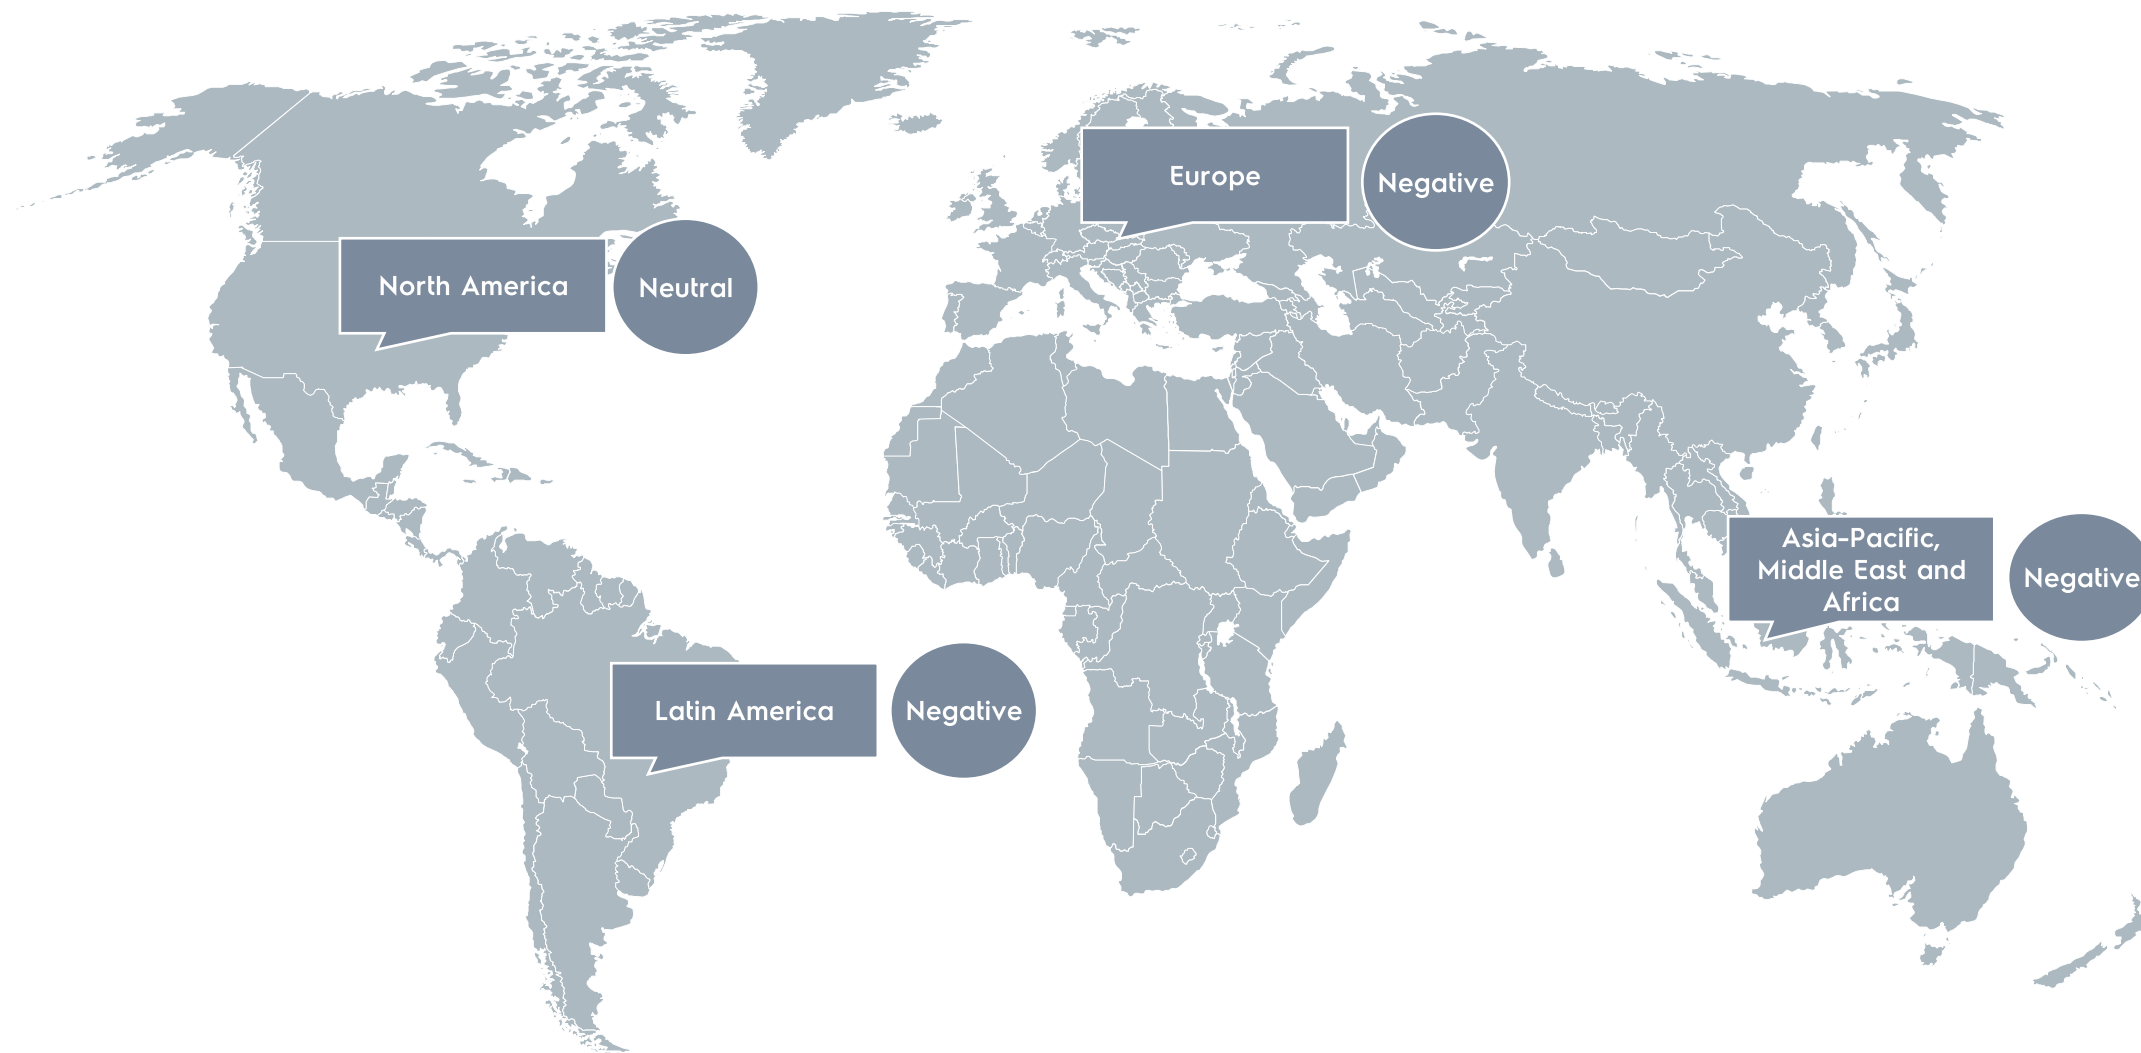 Europe
Negative
North America
Neutral
Asia-Pacific,
Middle East and
Africa
Negative
Latin America
Negative